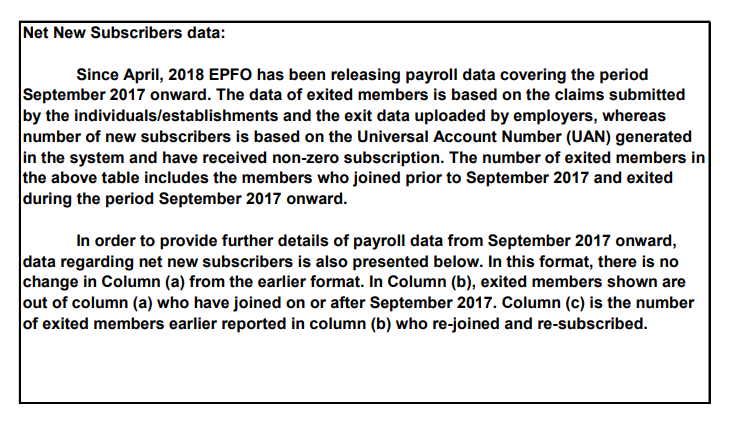 Net New Subscribers data:
Since April, 2018 EPFO has been releasing payroll data covering the period
September 2017 onward. The data of exited members is based on the claims submitted
by the individuals/establishments and the exit data uploaded by employers, whereas
number of new subscribers is based on the Universal Account Number (UAN) generated
in the system and have received non-zero subscription. The number of exited members in
the above table includes the members who joined prior to September 2017 and exited
during the period September 2017 onward.
In order to provide further details of payroll data from September 2017 onward,
data regarding net new subscribers is also presented below. In this format, there is no
change in Column (a) from the earlier format. In Column (b), exited members shown are
out of column (a) who have joined on or after September 2017. Column (c) is the number
of exited members earlier reported in column (b) who re-joined and re-subscribed.